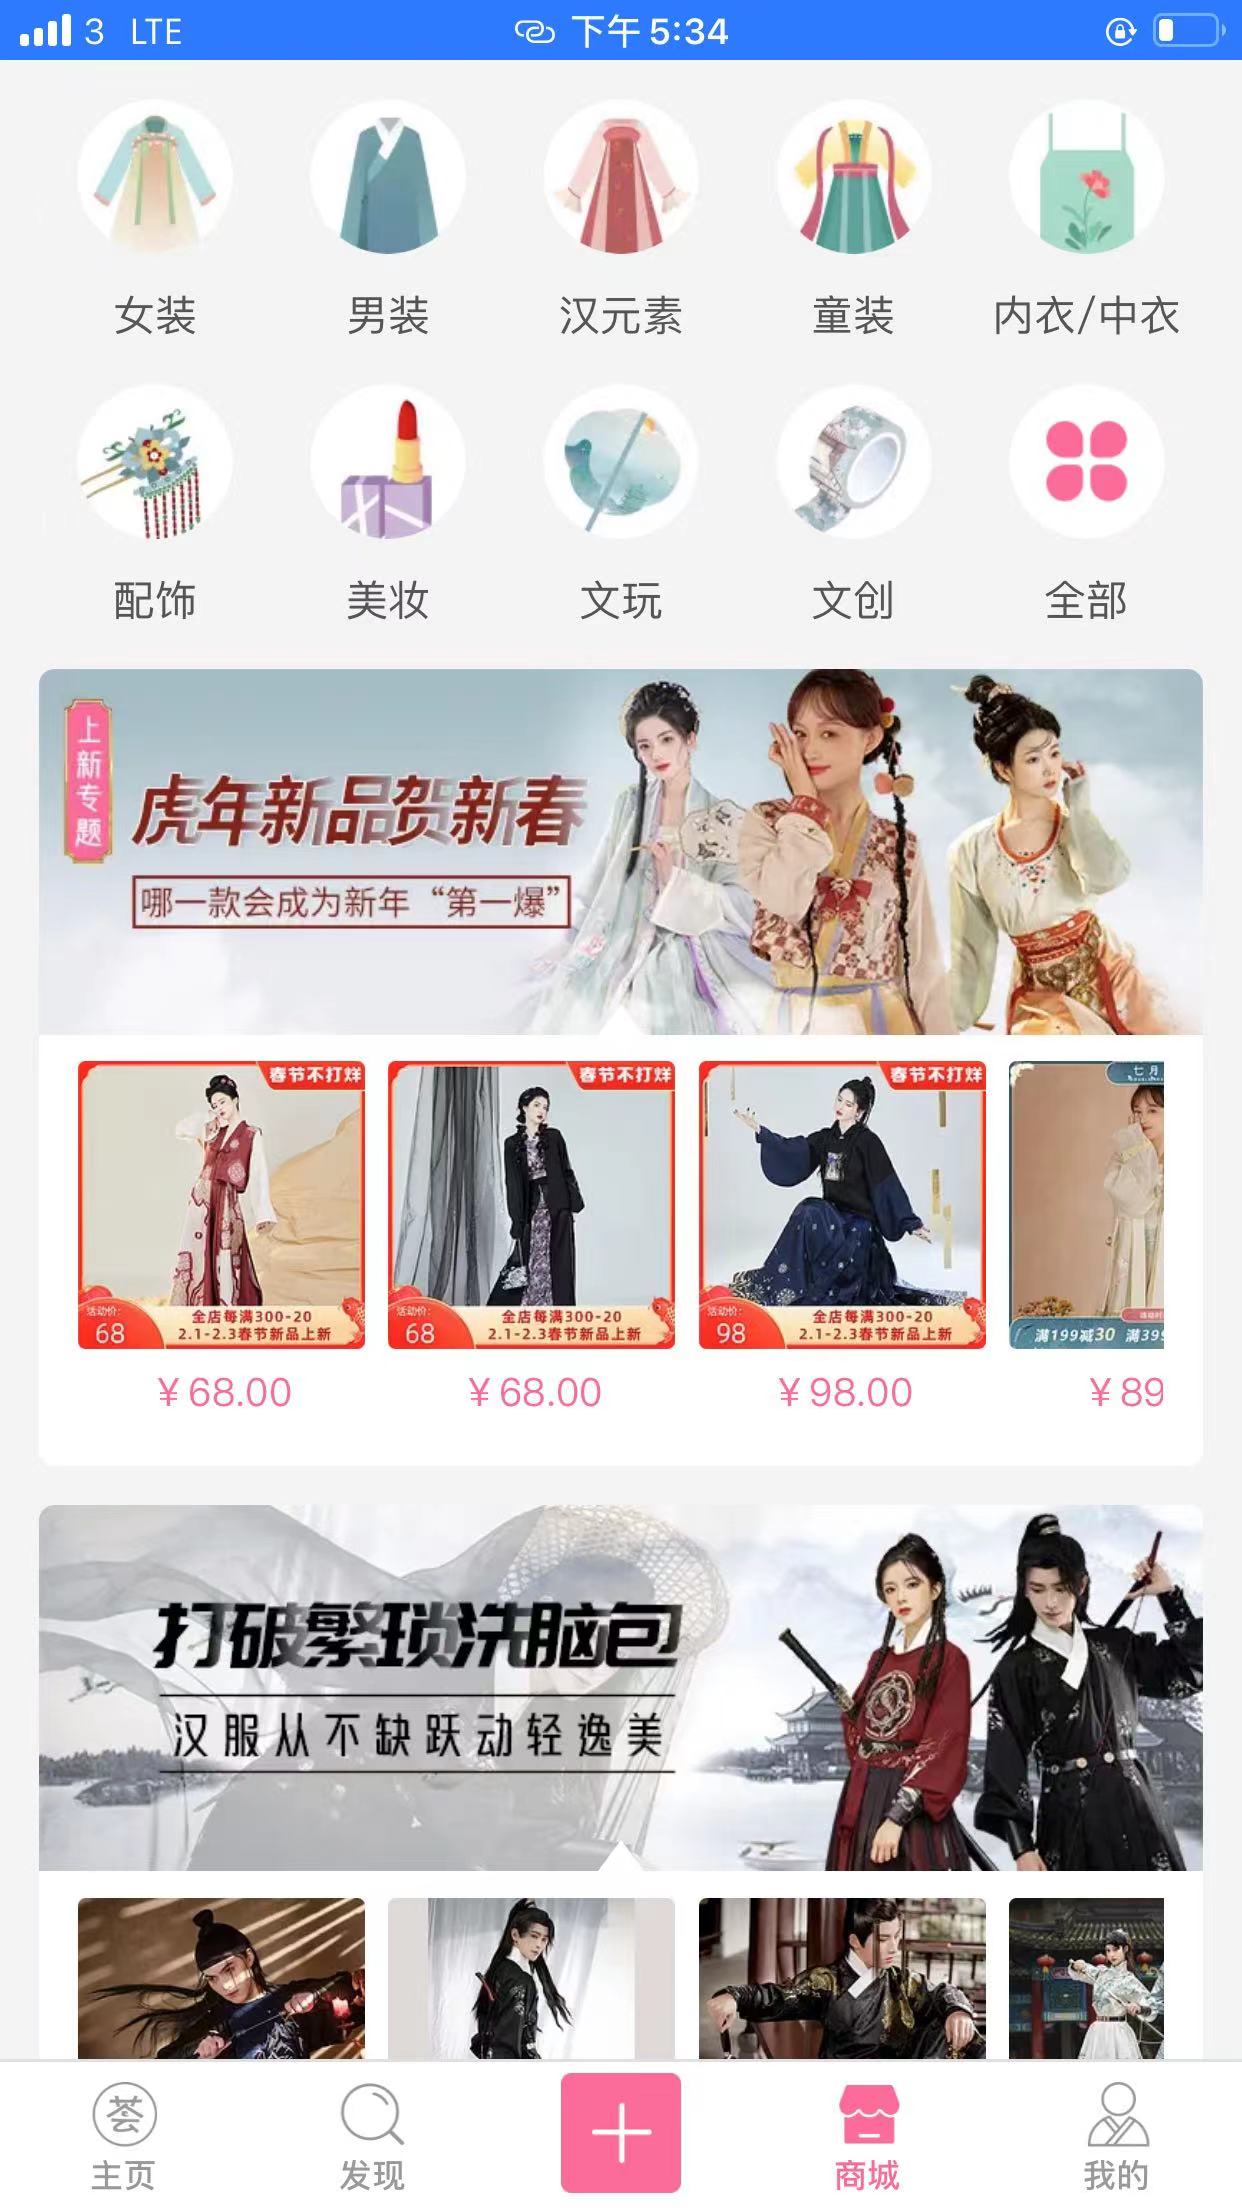 3 LTE 下午5:34
女装 男装 汉元素 童装 内衣/中衣
配饰 美妆 文玩 文创 全部
上新专题
虎年新品贺新春
哪一款会成为新年“第一爆”
春节不打烊 春节不打烊 春节不打烊 七月
活动价: 全店每满300-20 活动价: 全店每满300-20 活动价: 全店每满300-20
68 2.1-2.3春节新品上新 68 2.1-2.3春节新品上新 98 2.1-2.3春节新品上新 满199减30 满399
¥68.00 ¥68.00 ¥98.00 ¥89
打破繁琐洗脑包
汉服从不缺跃动轻逸美
荟
主页 发现 商城 我的